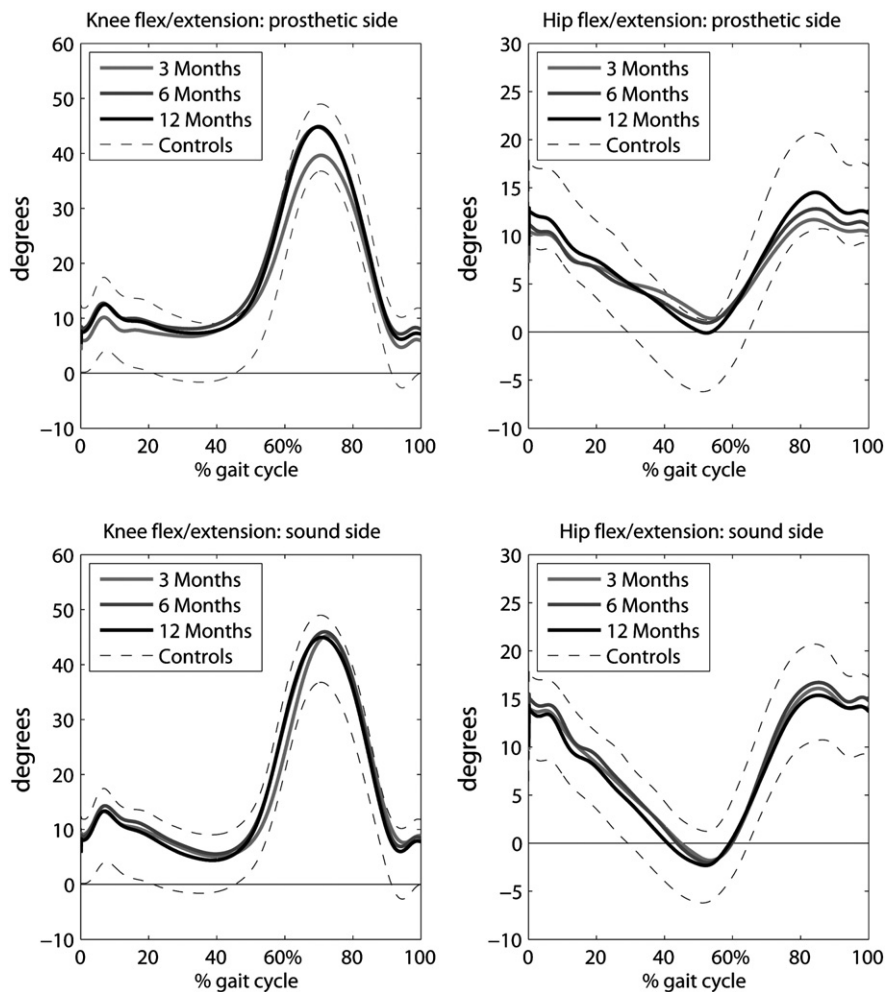 Knee flex/extension: prosthetic side
60
50
40
30
20
10
0
−10
degrees
3 Months
6 Months
12 Months
Controls
0 20 40 60% 80 100
% gait cycle
Hip flex/extension: prosthetic side
30
25
20
15
10
5
0
−5
−10
degrees
3 Months
6 Months
12 Months
Controls
0 20 40 60% 80 100
% gait cycle
Knee flex/extension: sound side
60
50
40
30
20
10
0
−10
degrees
3 Months
6 Months
12 Months
Controls
0 20 40 60% 80 100
% gait cycle
Hip flex/extension: sound side
30
25
20
15
10
5
0
−5
−10
degrees
3 Months
6 Months
12 Months
Controls
0 20 40 60% 80 100
% gait cycle